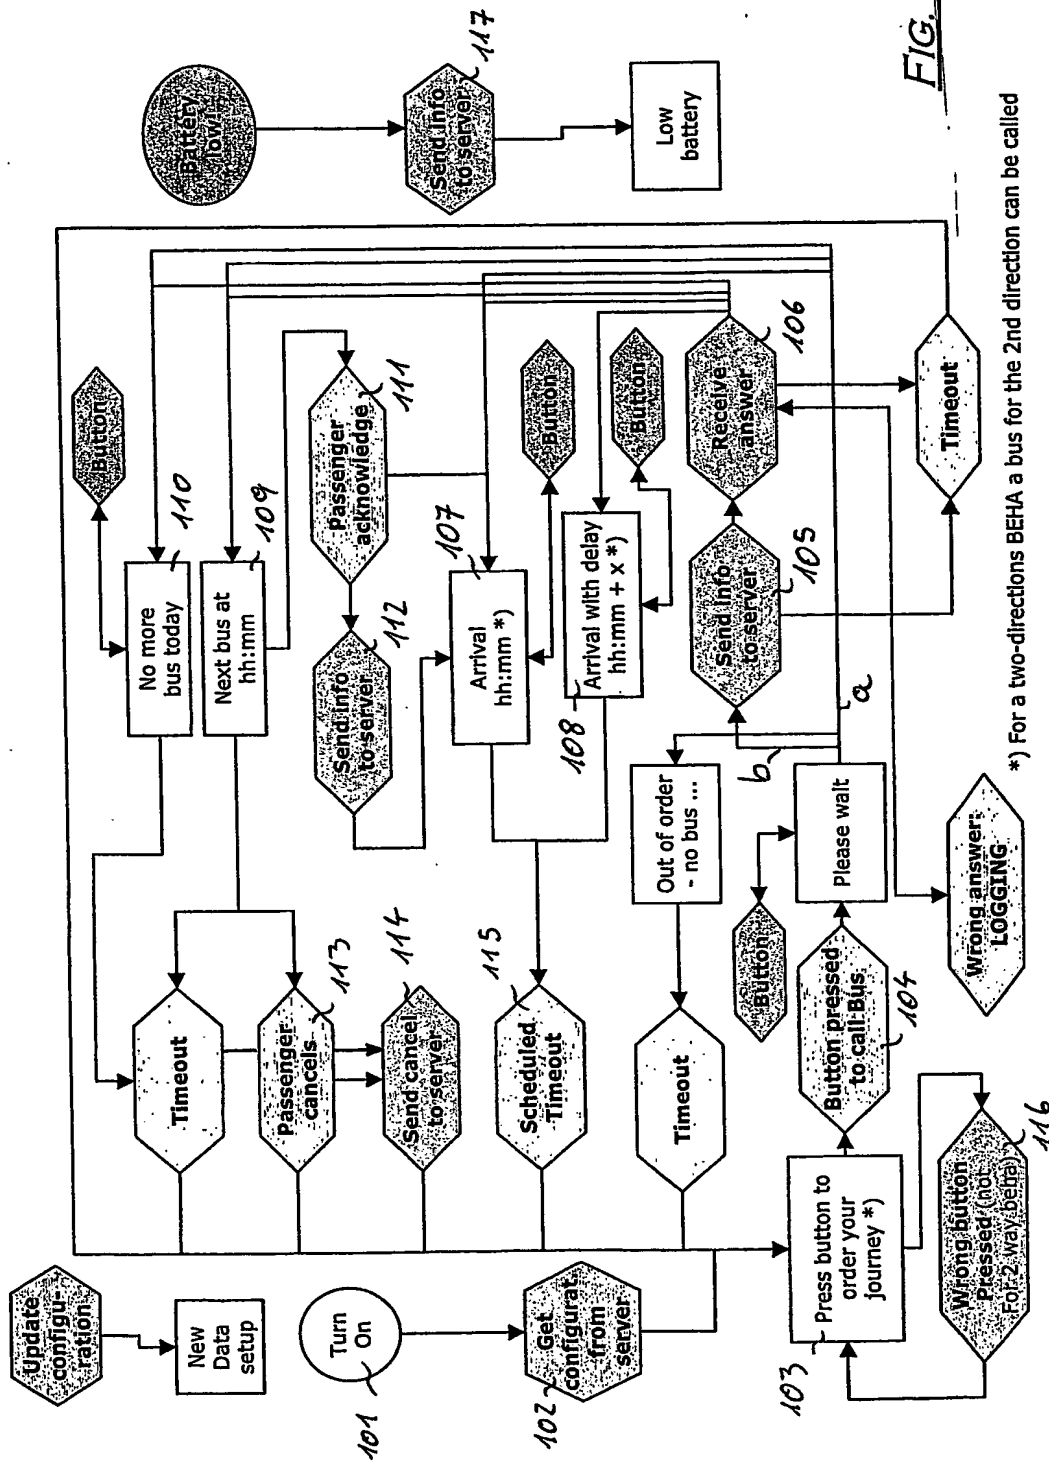 Update
configu-
ration
New
Data
setup
Turn
On
101
Get
configurat.
from
server
102
Timeout
Passenger
cancels
113
Send cancel
to server
114
Scheduled
Timeout
115
Timeout
Press button to
order your
journey *)
103
Wrong button
Pressed (not
For 2 way beha)
116
Button pressed
to call Bus
104
Button
Please wait
Wrong answer:
LOGGING
Out of order
- no bus ...
b
a
No more
bus today
110
Button
Next bus at
hh:mm
109
Passenger
acknowledge
111
Send info
to server
112
Arrival
hh:mm *)
107
Button
Arrival with delay
hh:mm + x *)
108
Button
Send info
to server
105
Receive
answer
106
Timeout
Battery
low
Send info
to server
117
Low
battery
FIG.
*) For a two-directions BEHA a bus for the 2nd direction can be called